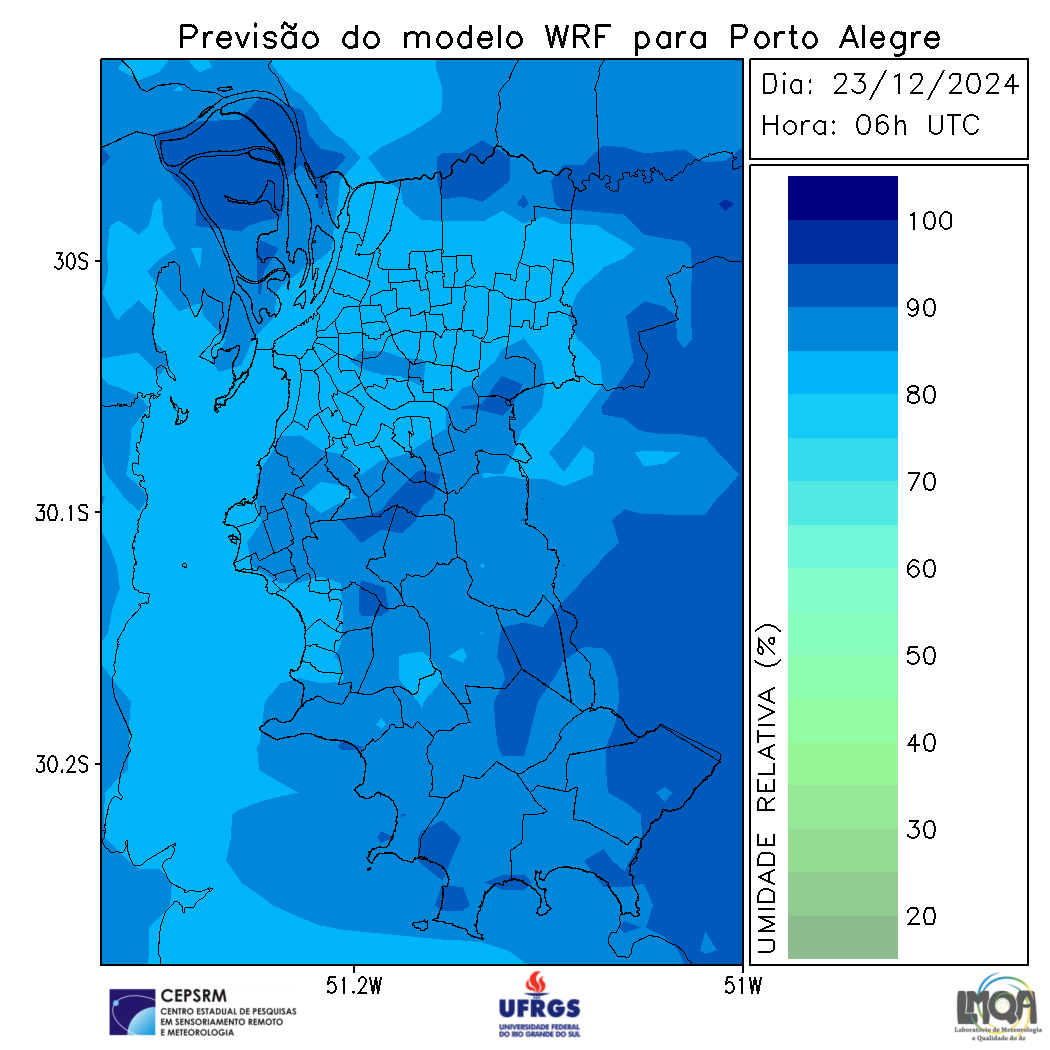 Previsão do modelo WRF para Porto Alegre
Dia: 23/12/2024
Hora: 06h UTC
30S
30.1S
30.2S
51.2W
51W
100
90
80
70
60
50
40
30
20
UMIDADE RELATIVA (%)
CEPSRM
CENTRO ESTADUAL DE PESQUISAS
EM SENSORIAMENTO REMOTO
E METEOROLOGIA
UFRGS
UNIVERSIDADE FEDERAL
DO RIO GRANDE DO SUL
LMQA
Laboratório de Meteorologia
e Qualidade do Ar